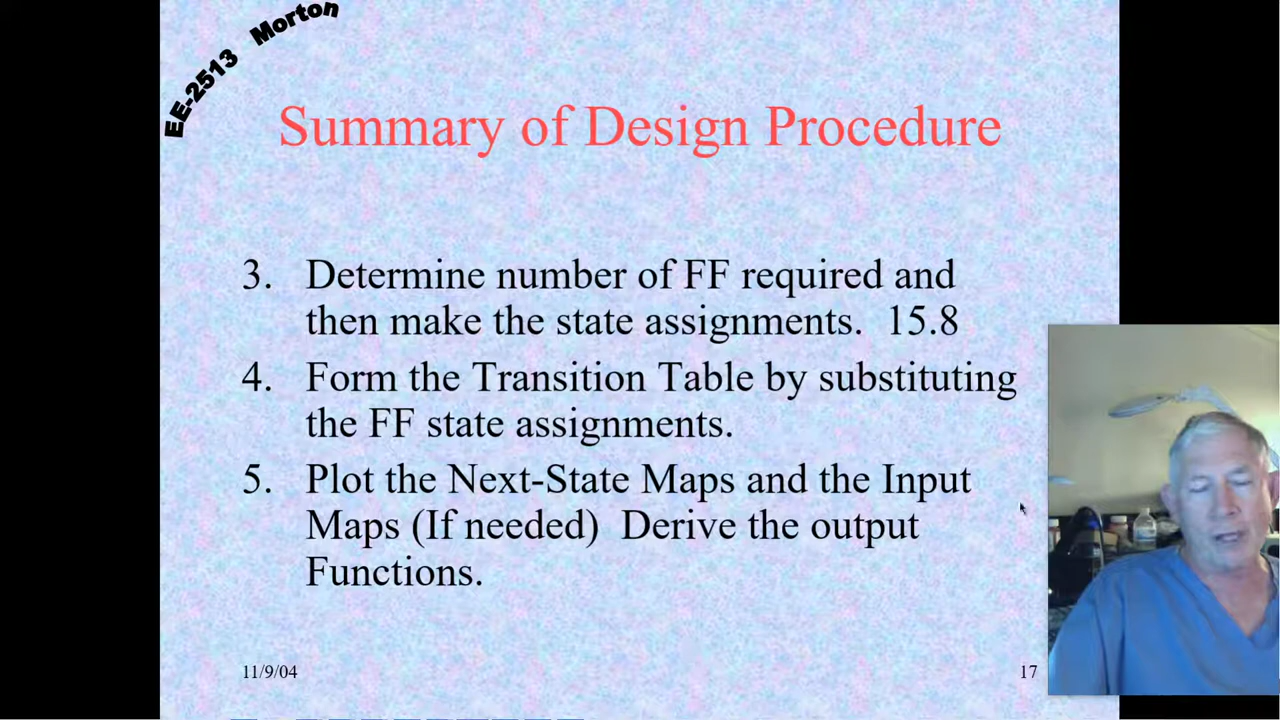 EE-2513 Morton
Summary of Design Procedure
3. Determine number of FF required and
then make the state assignments. 15.8
4. Form the Transition Table by substituting
the FF state assignments.
5. Plot the Next-State Maps and the Input
Maps (If needed) Derive the output
Functions.
11/9/04
17